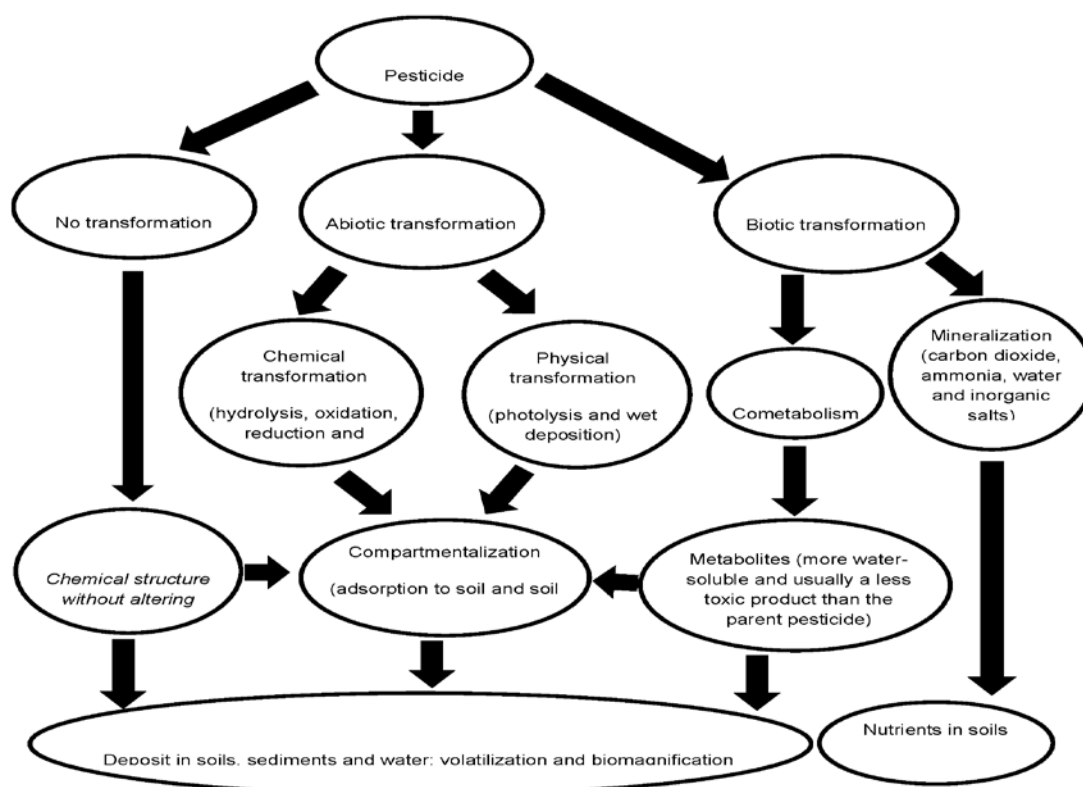 Pesticide
No transformation
Abiotic transformation
Biotic transformation
Chemical
transformation
(hydrolysis, oxidation,
reduction and
Physical
transformation
(photolysis and wet
deposition)
Cometabolism
Mineralization
(carbon dioxide,
ammonia, water
and inorganic
salts)
Chemical structure
without altering
Compartmentalization
(adsorption to soil and soil
Metabolites (more water-
soluble and usually a less
toxic product than the
parent pesticide)
Deposit in soils, sediments and water; volatilization and biomagnification
Nutrients in soils